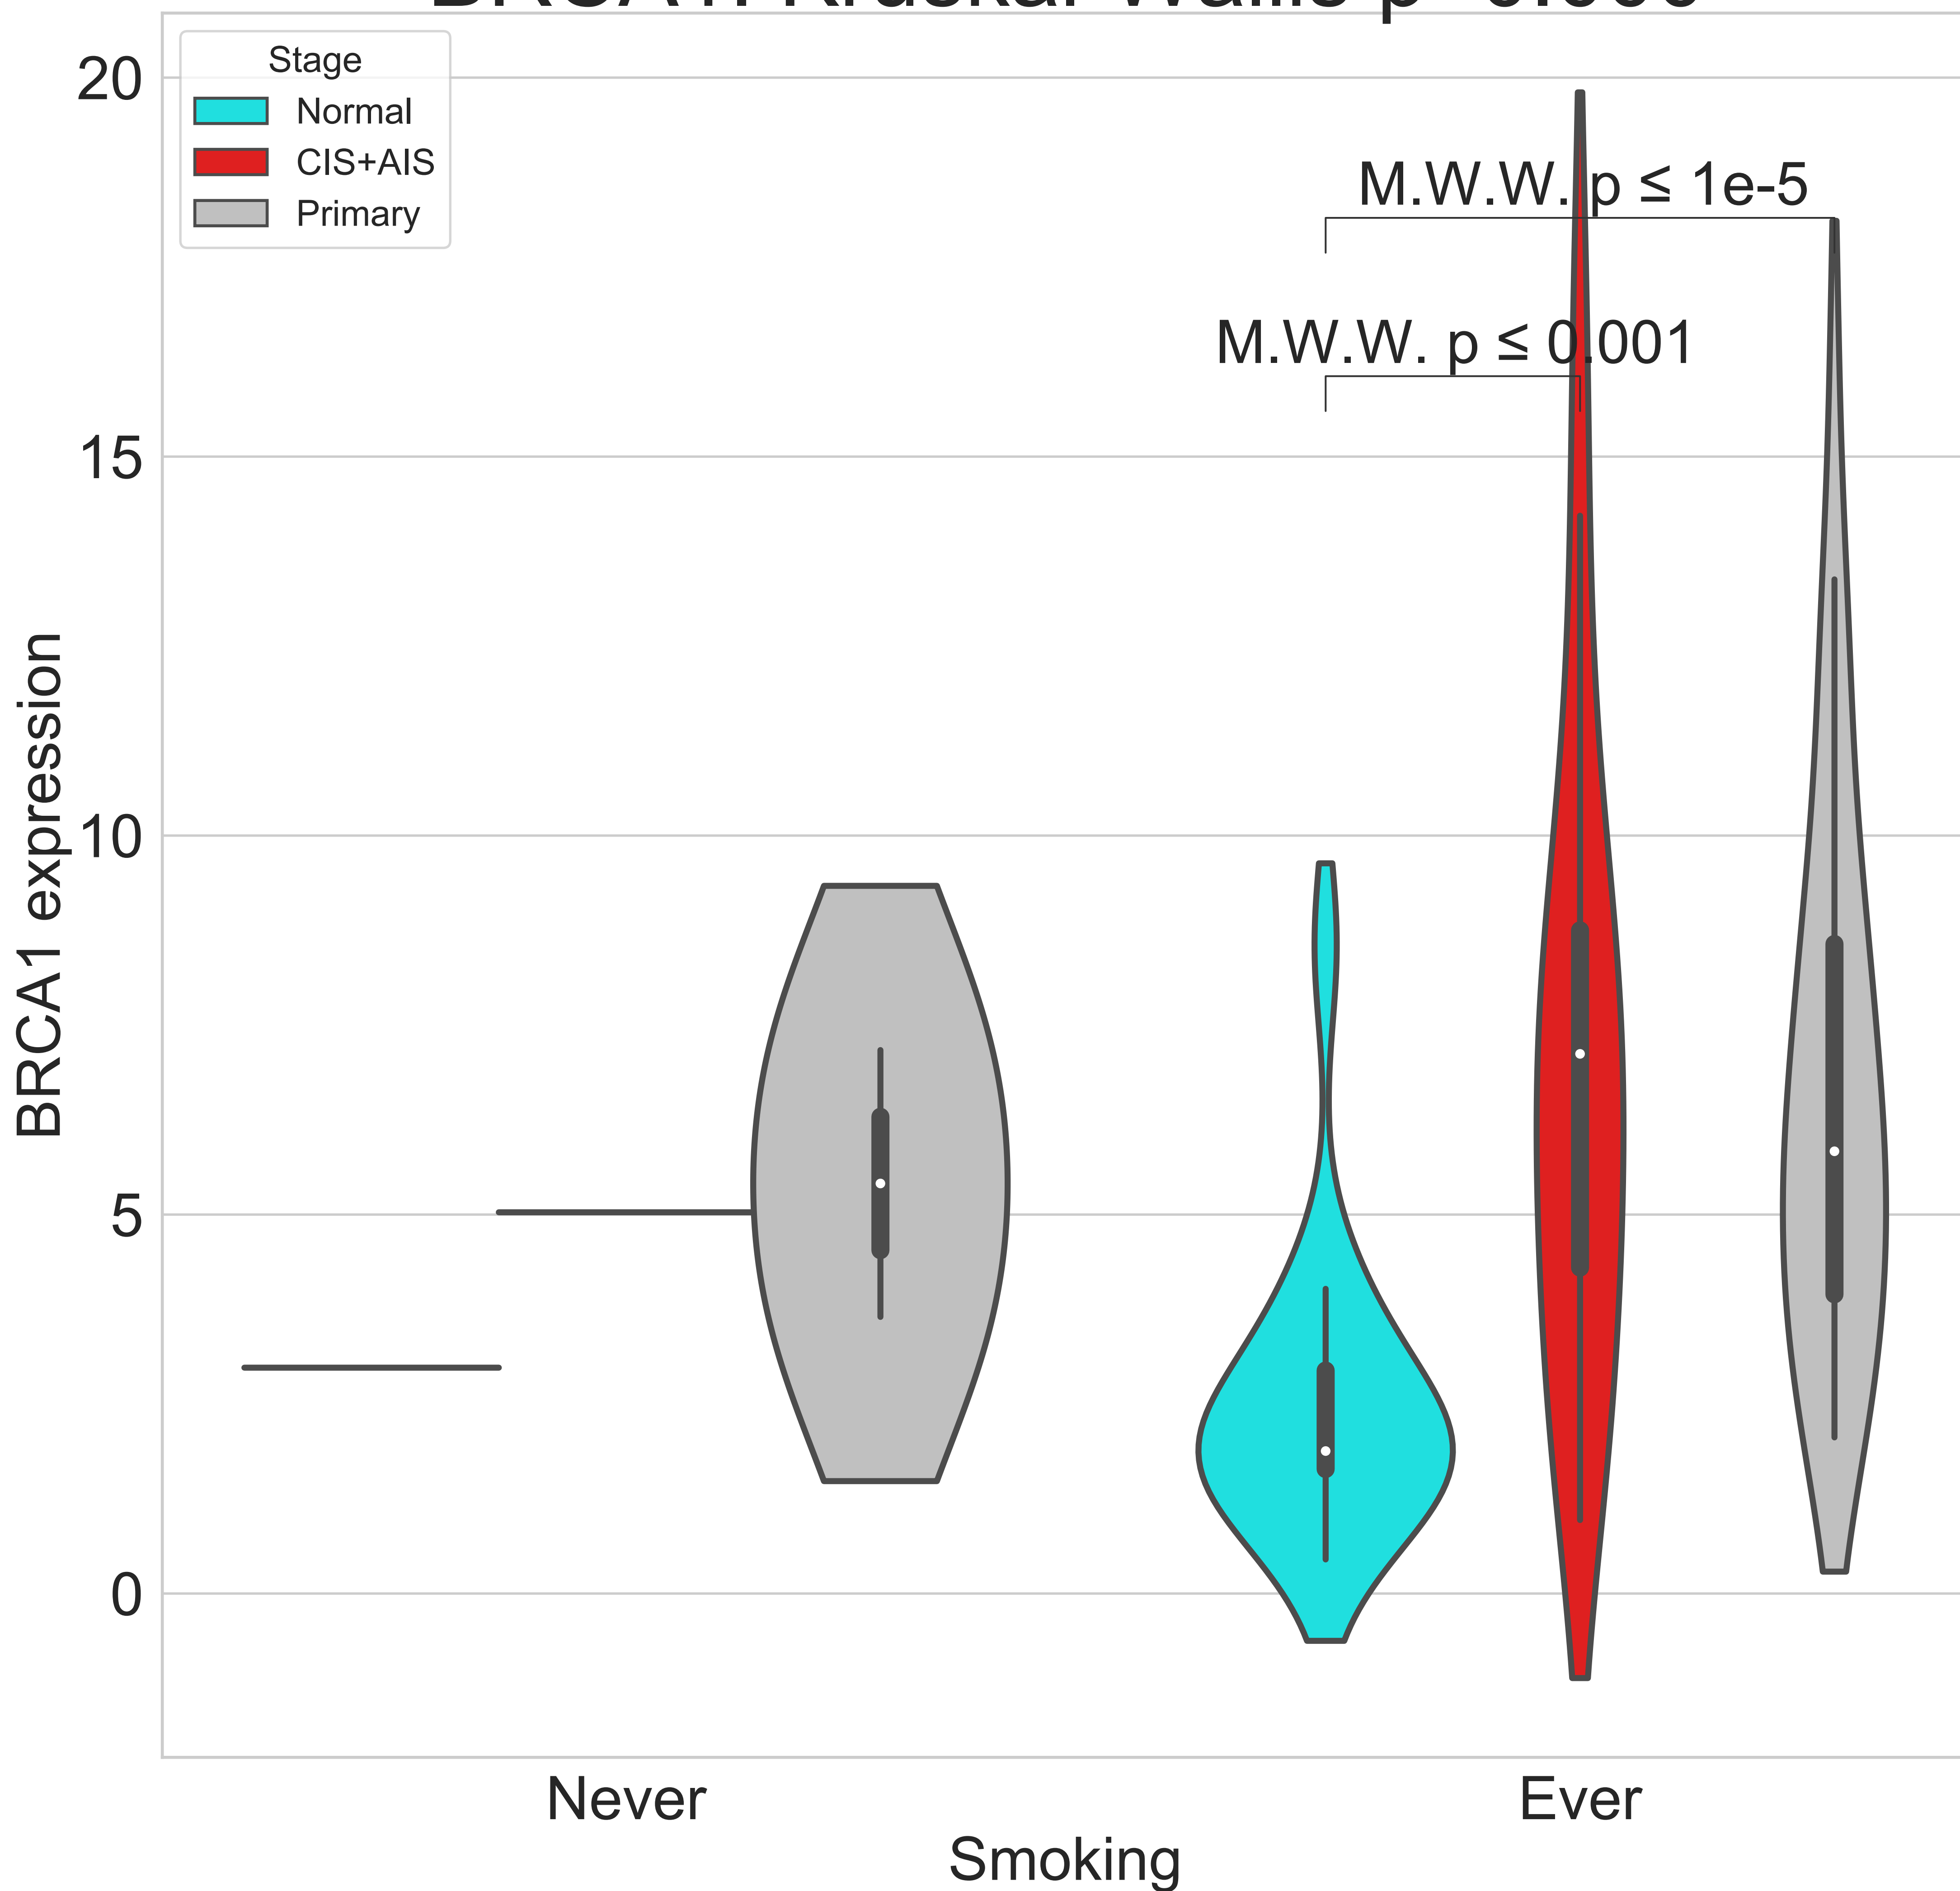 Stage
Normal
CIS+AIS
Primary
M.W.W. p ≤ 1e-5
M.W.W. p ≤ 0.001
20
15
10
5
0
BRCA1 expression
Never
Ever
Smoking